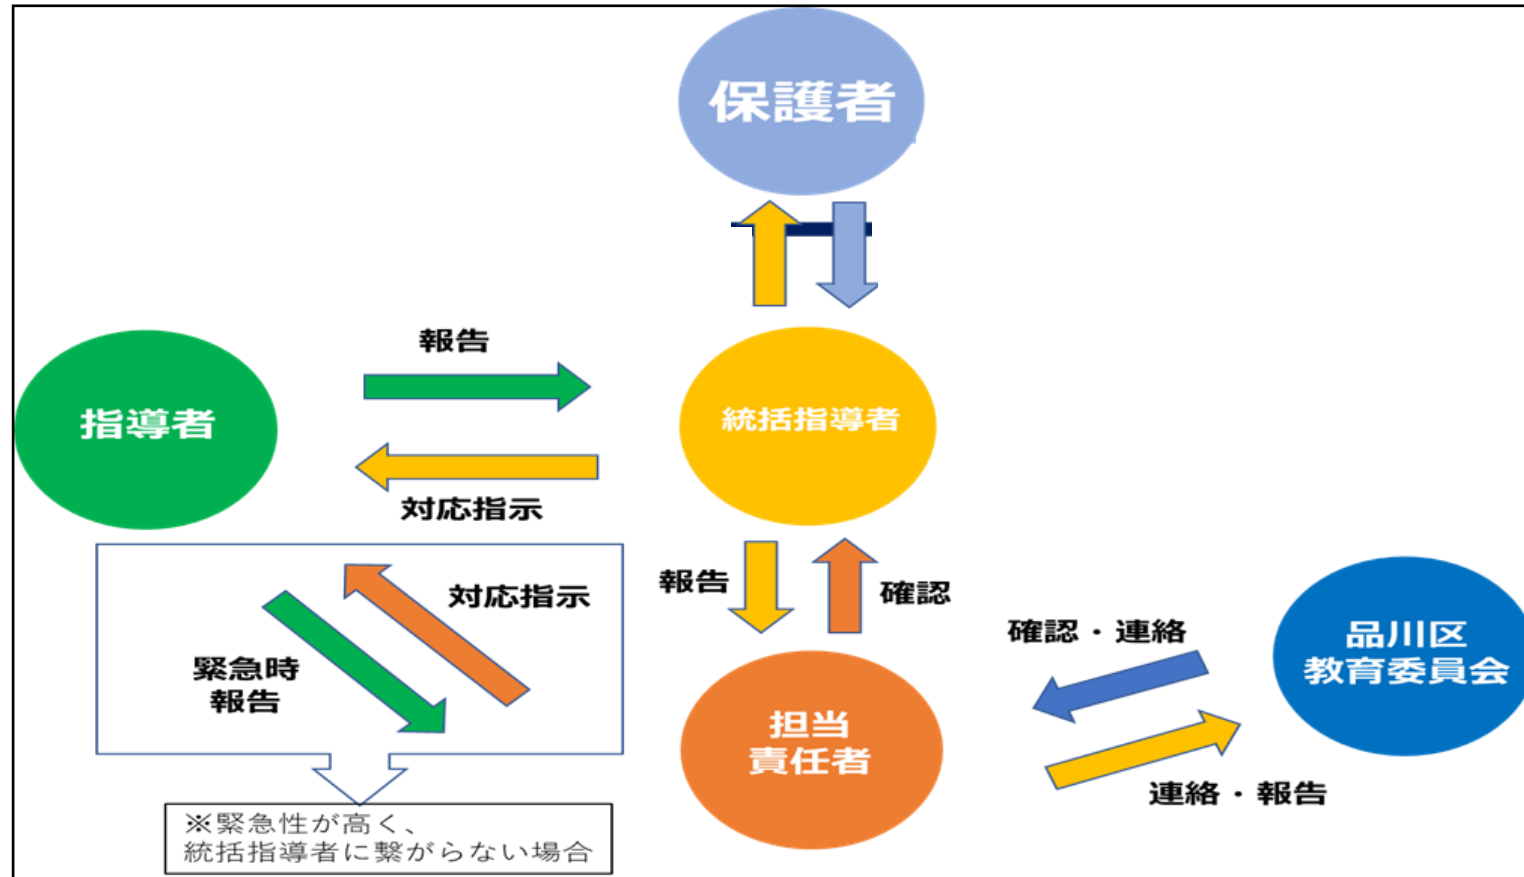 保護者
報告
指導者
統括指導者
対応指示
報告
確認
対応指示
緊急時
報告
確認・連絡
品川区
教育委員会
担当
責任者
連絡・報告
※緊急性が高く、
統括指導者に繋がらない場合